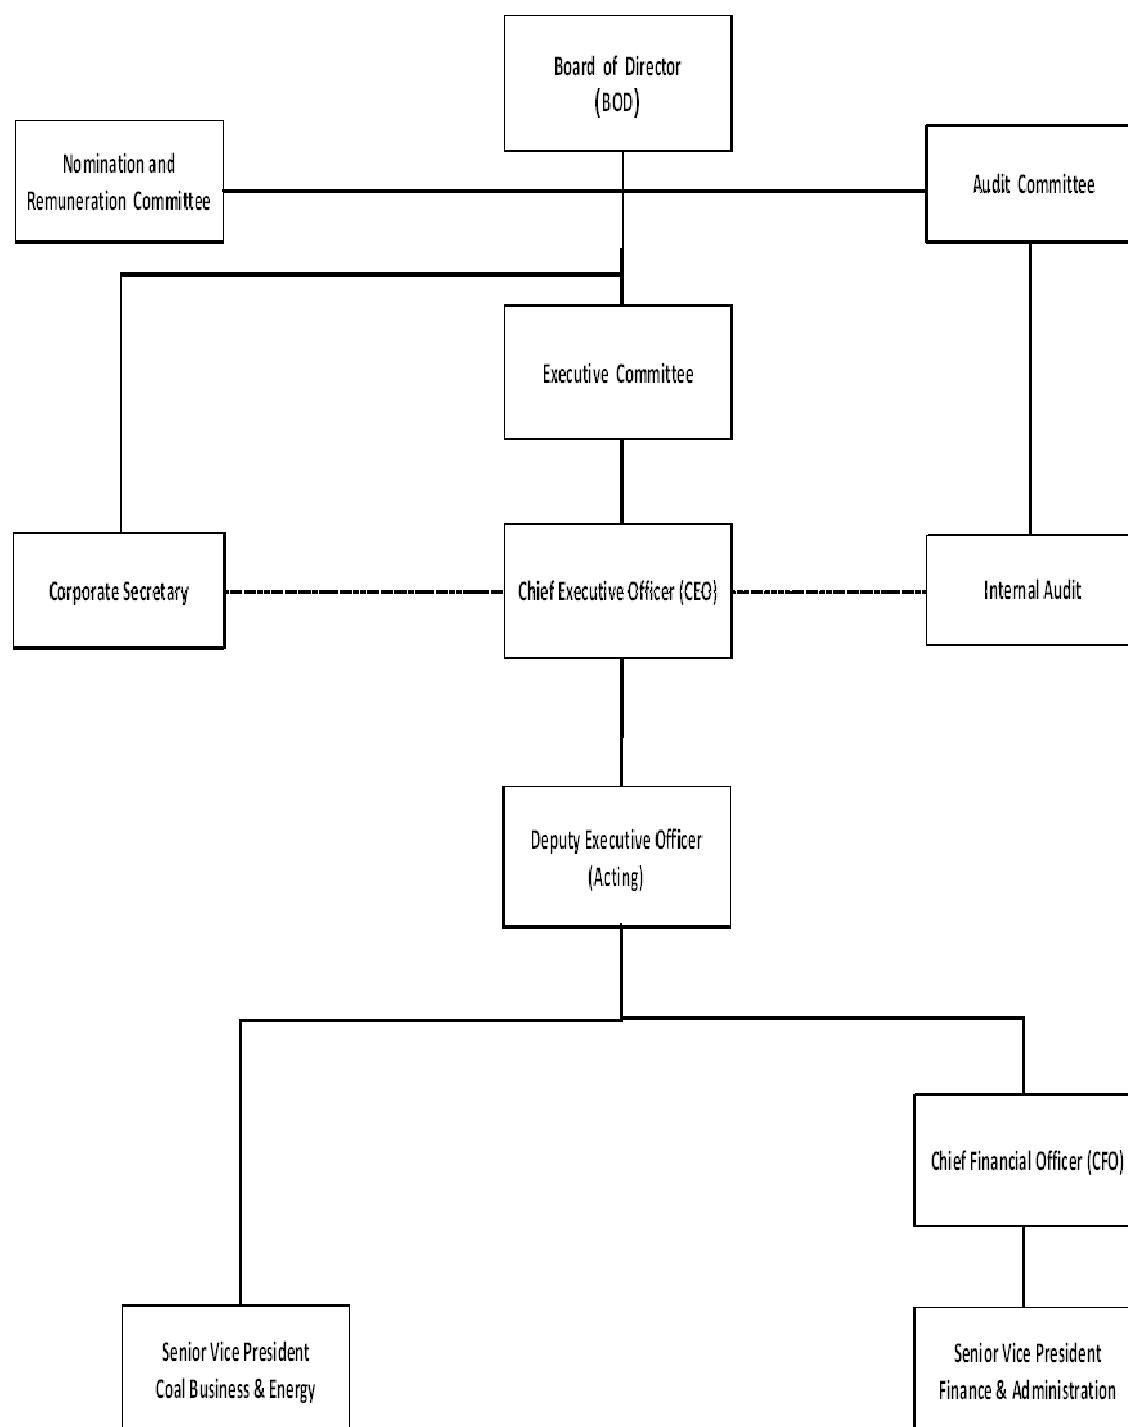 Board of Director
(BOD)
Nomination and
Remuneration Committee
Audit Committee
Executive Committee
Corporate Secretary
Chief Executive Officer (CEO)
Internal Audit
Deputy Executive Officer
(Acting)
Chief Financial Officer (CFO)
Senior Vice President
Coal Business & Energy
Senior Vice President
Finance & Administration